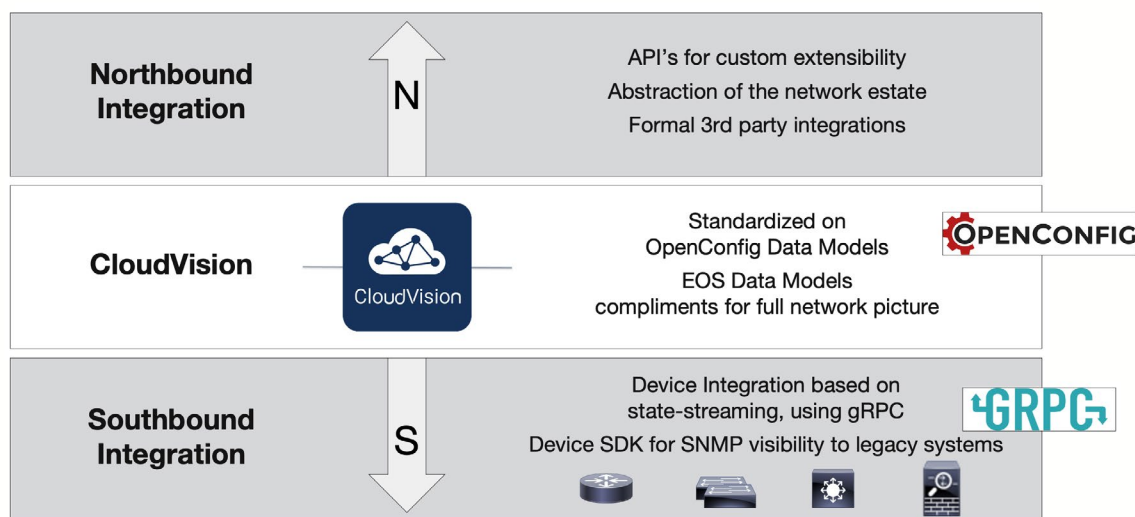 Northbound
Integration
N
API's for custom extensibility
Abstraction of the network estate
Formal 3rd party integrations
CloudVision
CloudVision
Standardized on
OpenConfig Data Models
EOS Data Models
compliments for full network picture
OPENCONFIG
Southbound
Integration
S
Device Integration based on
state-streaming, using gRPC
Device SDK for SNMP visibility to legacy systems
GRPC